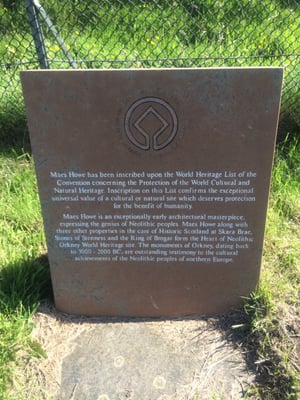 Maes Howe has been inscribed upon the World Heritage List of the
Convention concerning the Protection of the World Cultural and
Natural Heritage. Inscription on this List confirms the exceptional
universal value of a cultural or natural site which deserves protection
for the benefit of humanity.
Maes Howe is an exceptionally early architectural masterpiece,
expressing the genius of Neolithic peoples. Maes Howe along with
three other properties in the care of Historic Scotland at Skara Brae,
Stones of Stenness and the Ring of Brogar form the Heart of Neolithic
Orkney World Heritage site. The monuments of Orkney, dating back
to 3000 - 2000 BC, are outstanding testimony to the cultural
achievements of the Neolithic peoples of northern Europe.